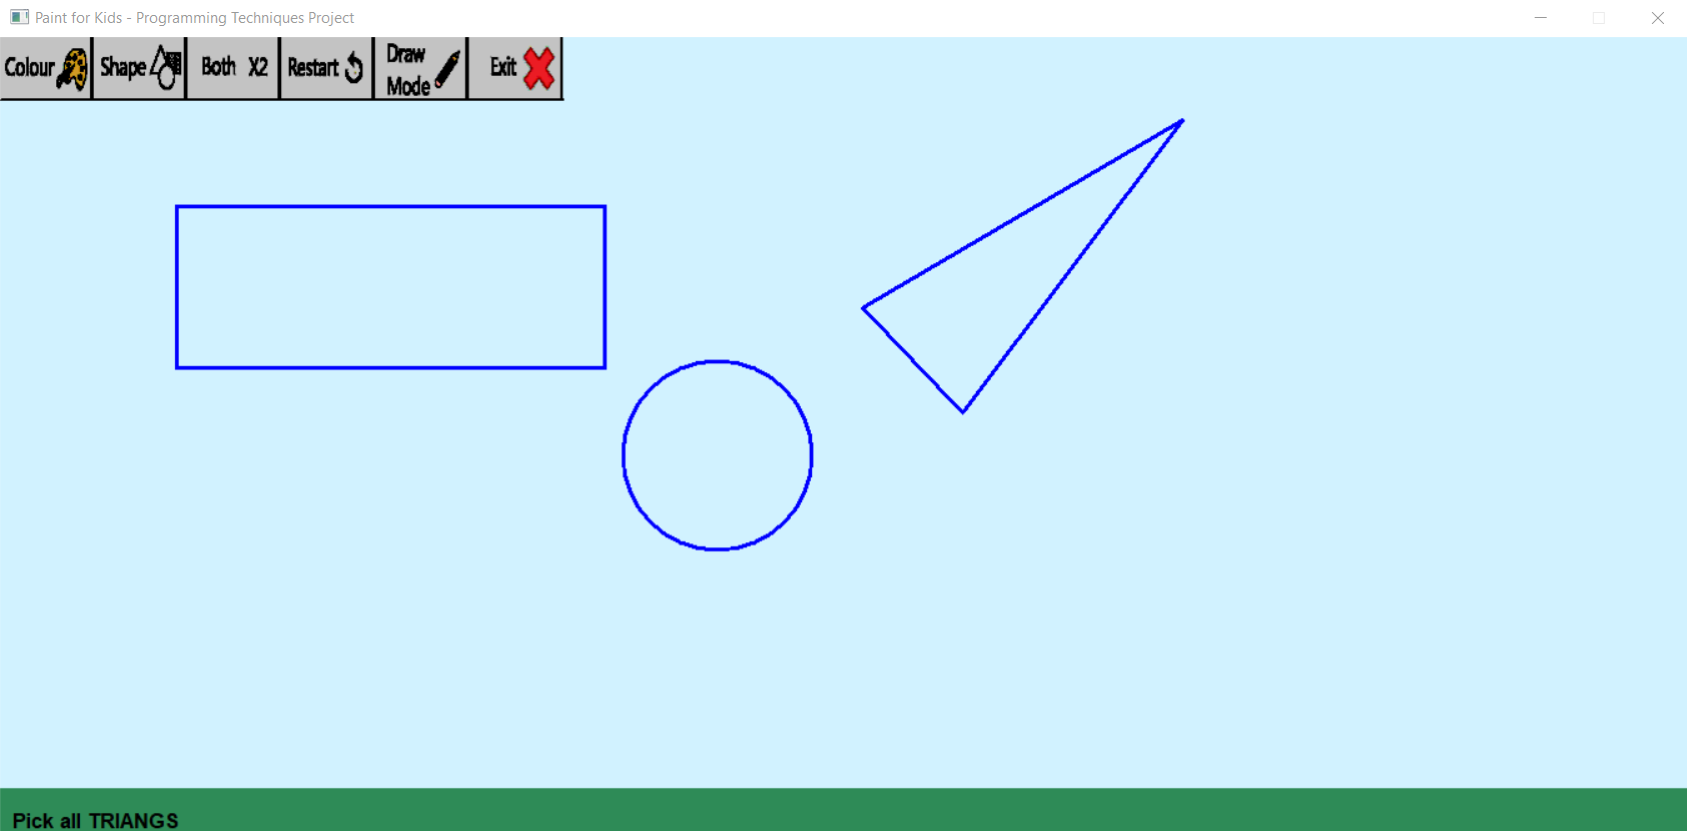 Paint for Kids - Programming Techniques Project
Colour
Shape
Both X2
Restart
Draw
Mode
Exit
Pick all TRIANGS